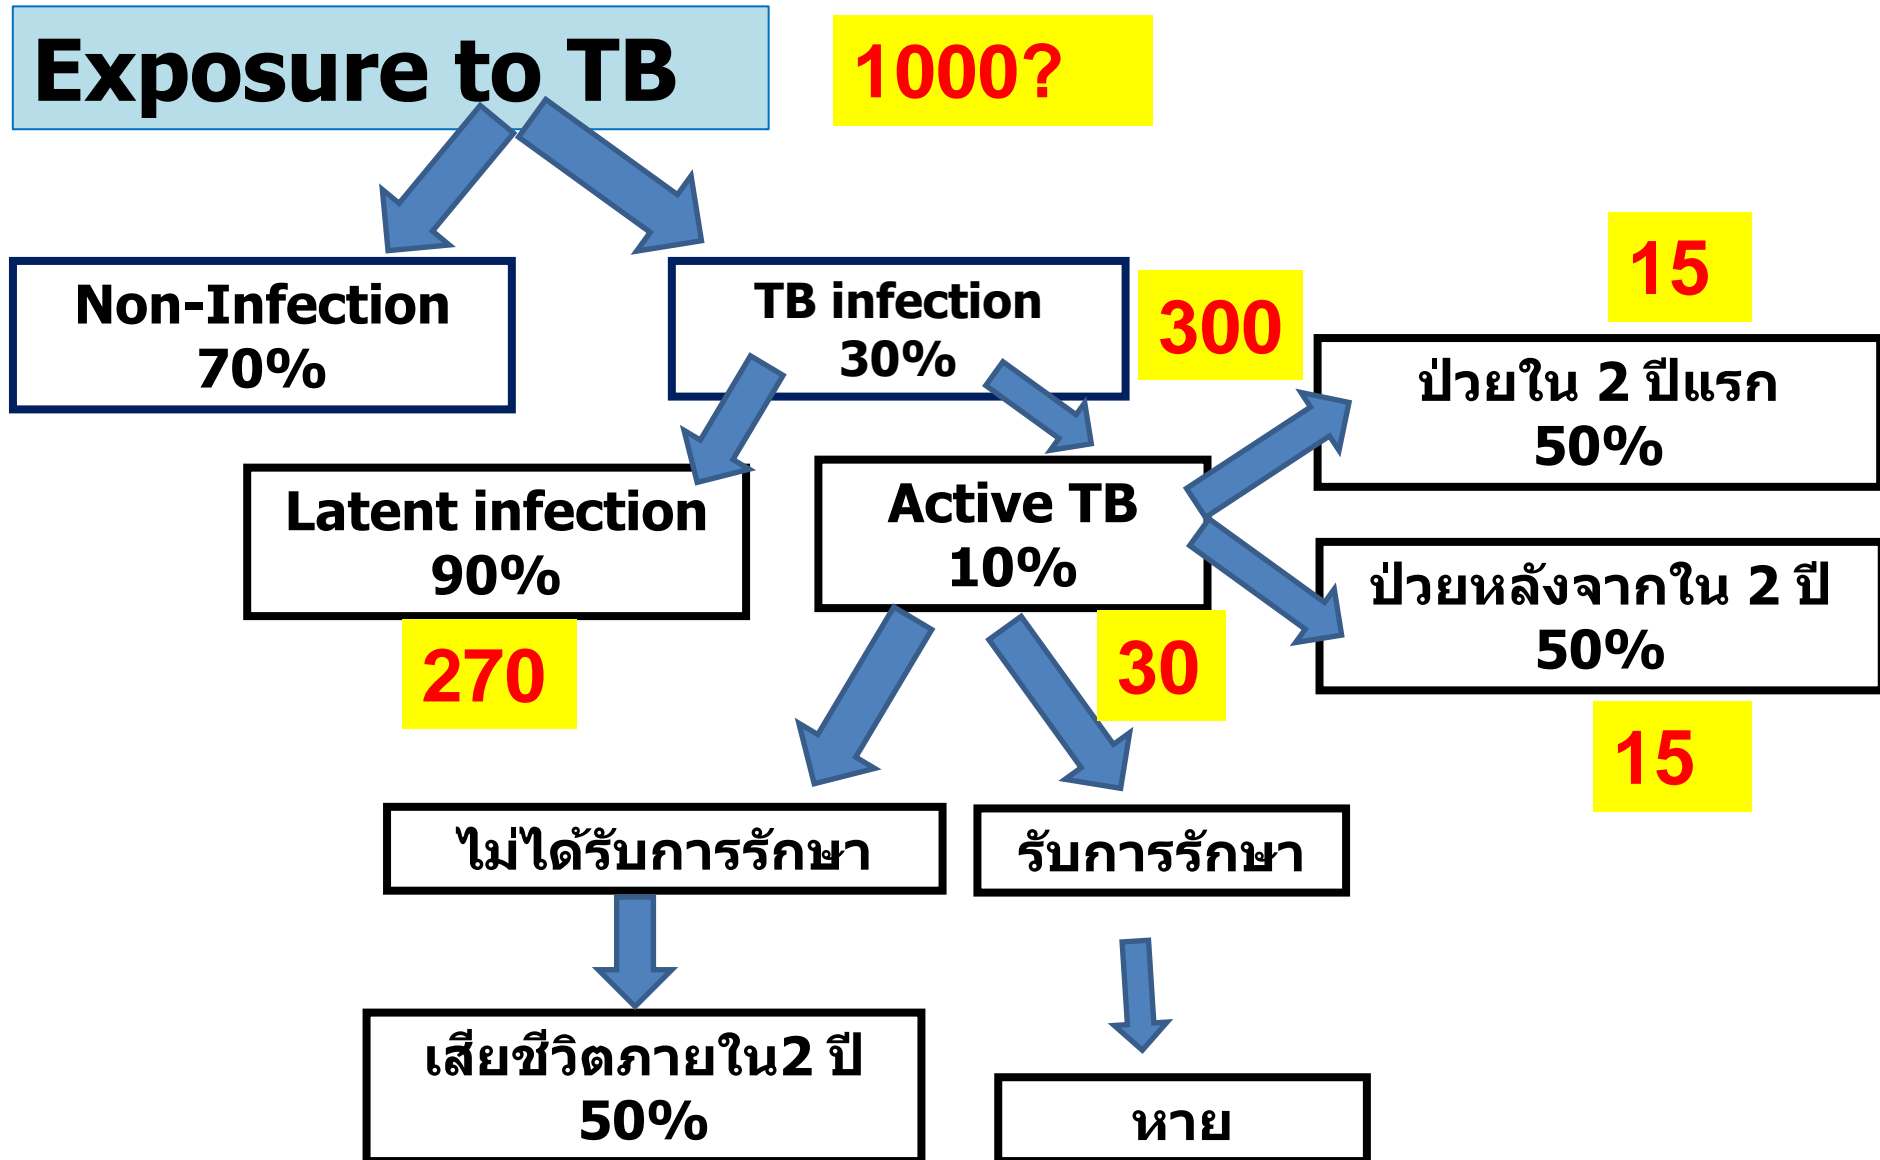 Exposure to TB
1000?
Non-Infection
70%
TB infection
30%
300
15
ป่วยใน 2 ปีแรก
50%
Latent infection
90%
270
Active TB
10%
30
ป่วยหลังจากใน 2 ปี
50%
15
ไม่ได้รับการรักษา
รับการรักษา
เสียชีวิตภายใน2 ปี
50%
หาย